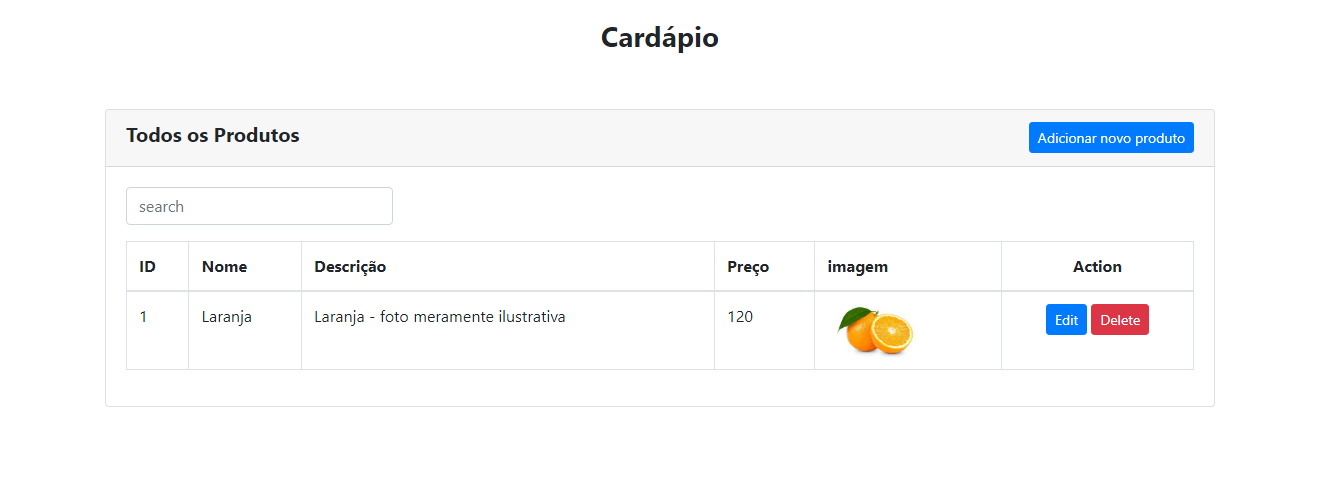 Cardápio
Todos os Produtos
Adicionar novo produto
search
ID Nome Descrição Preço imagem Action
1 Laranja Laranja - foto meramente ilustrativa 120 Edit Delete